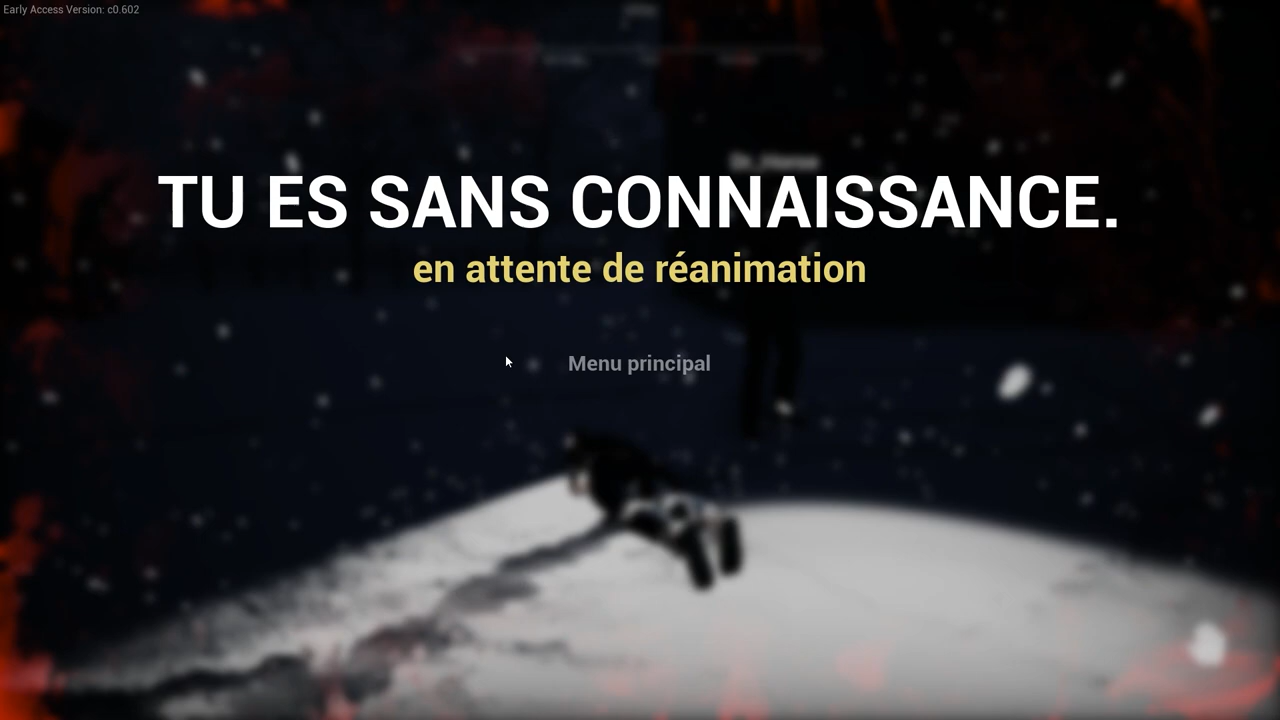 Early Access Version: c0.602
TU ES SANS CONNAISSANCE.
en attente de réanimation
Menu principal